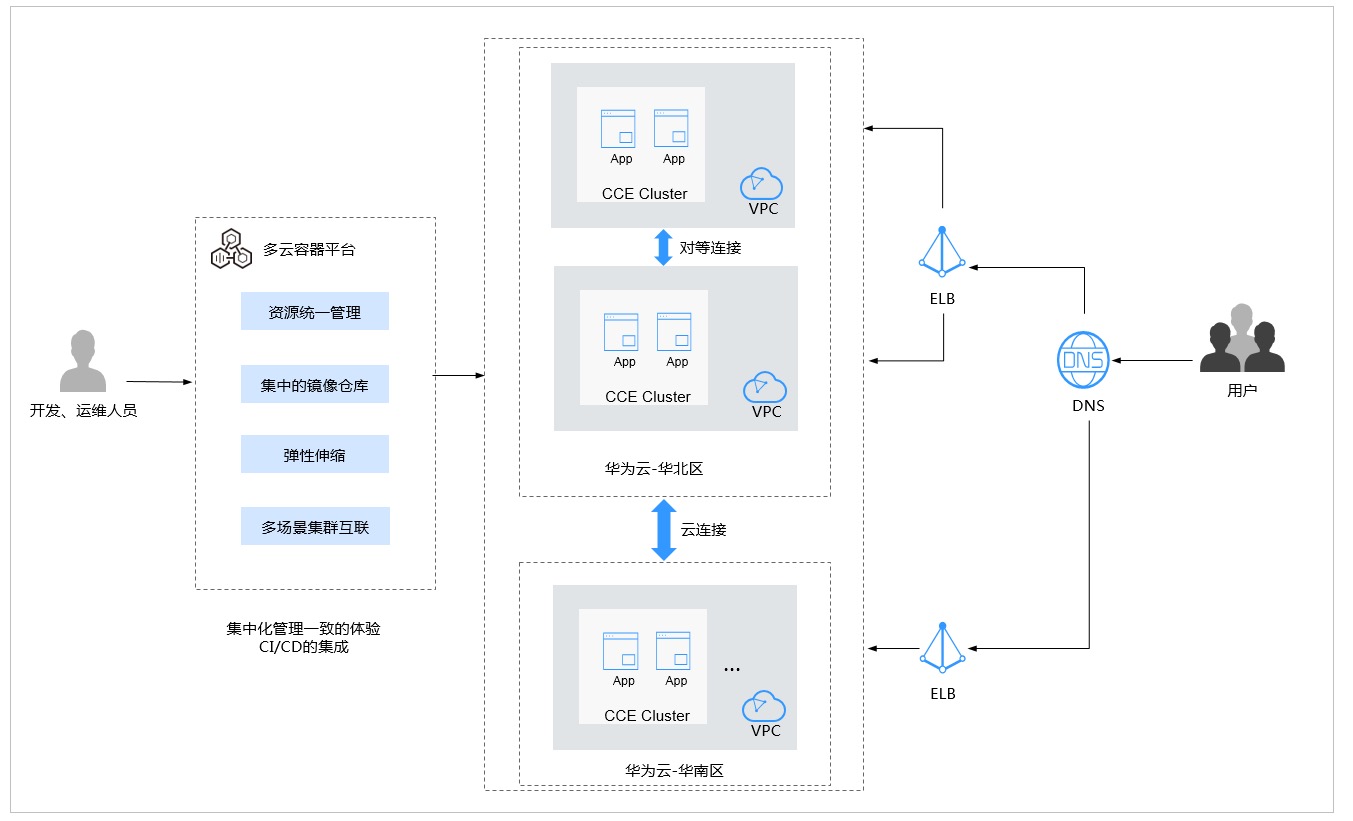 开发、运维人员
多云容器平台
资源统一管理
集中的镜像仓库
弹性伸缩
多场景集群互联
集中化管理一致的体验
CI/CD的集成
App
App
CCE Cluster
VPC
对等连接
App
App
CCE Cluster
VPC
华为云-华北区
云连接
App
App
...
CCE Cluster
VPC
华为云-华南区
ELB
ELB
DNS
DNS
用户